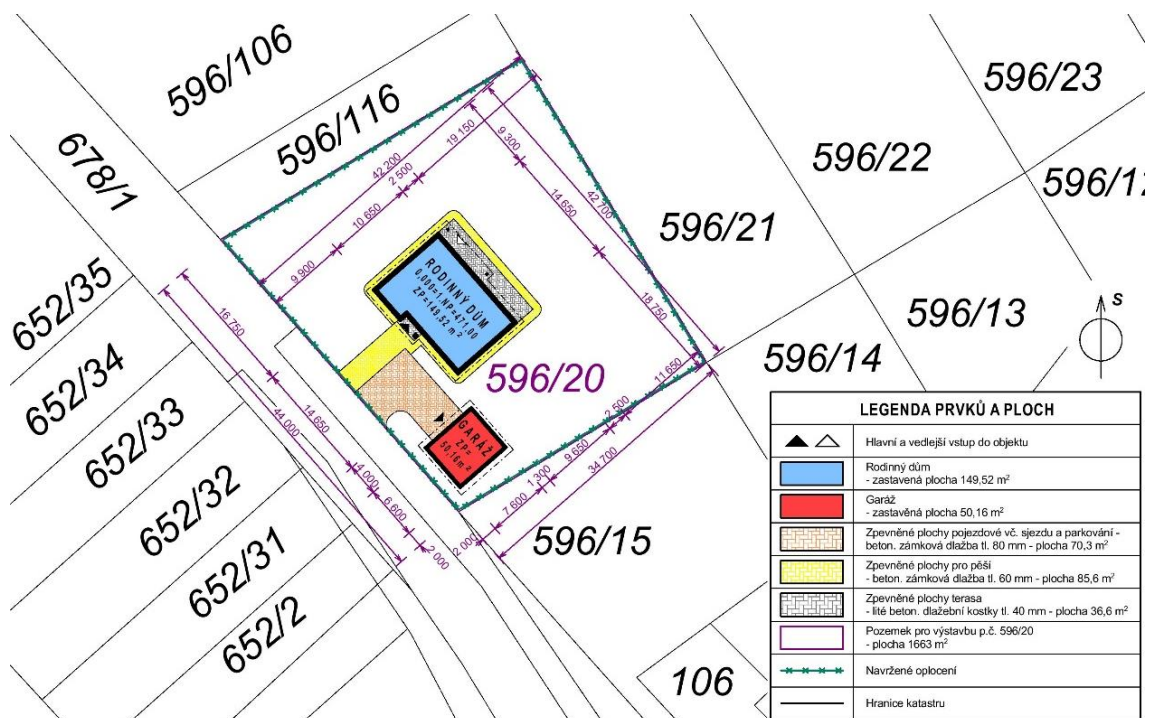 596/106
596/23
596/116
596/22
596/12
678/1
596/21
596/13
596/14
596/20
596/15
652/35
652/34
652/33
652/32
652/31
652/2
106
S
42 200
19 150
2 500
10 650
9 900
9 300
14 650
42 700
18 750
16 750
14 650
44 000
4 000
6 600
2 000
2 000
7 600
1 300
9 650
2 500
11 650
34 700
RODINNÝ DŮM
0,000=1.NP=471,00
ZP=149,52 m²
GARÁŽ
ZP=
50,16m²
LEGENDA PRVKŮ A PLOCH
Hlavní a vedlejší vstup do objektu
Rodinný dům
- zastavená plocha 149,52 m²
Garáž
- zastavěná plocha 50,16 m²
Zpevněné plochy pojezdové vč. sjezdu a parkování -
beton. zámková dlažba tl. 80 mm - plocha 70,3 m²
Zpevněné plochy pro pěší
- beton. zámková dlažba tl. 60 mm - plocha 85,6 m²
Zpevněné plochy terasa
- lité beton. dlažební kostky tl. 40 mm - plocha 36,6 m²
Pozemek pro výstavbu p.č. 596/20
- plocha 1663 m²
Navržené oplocení
Hranice katastru